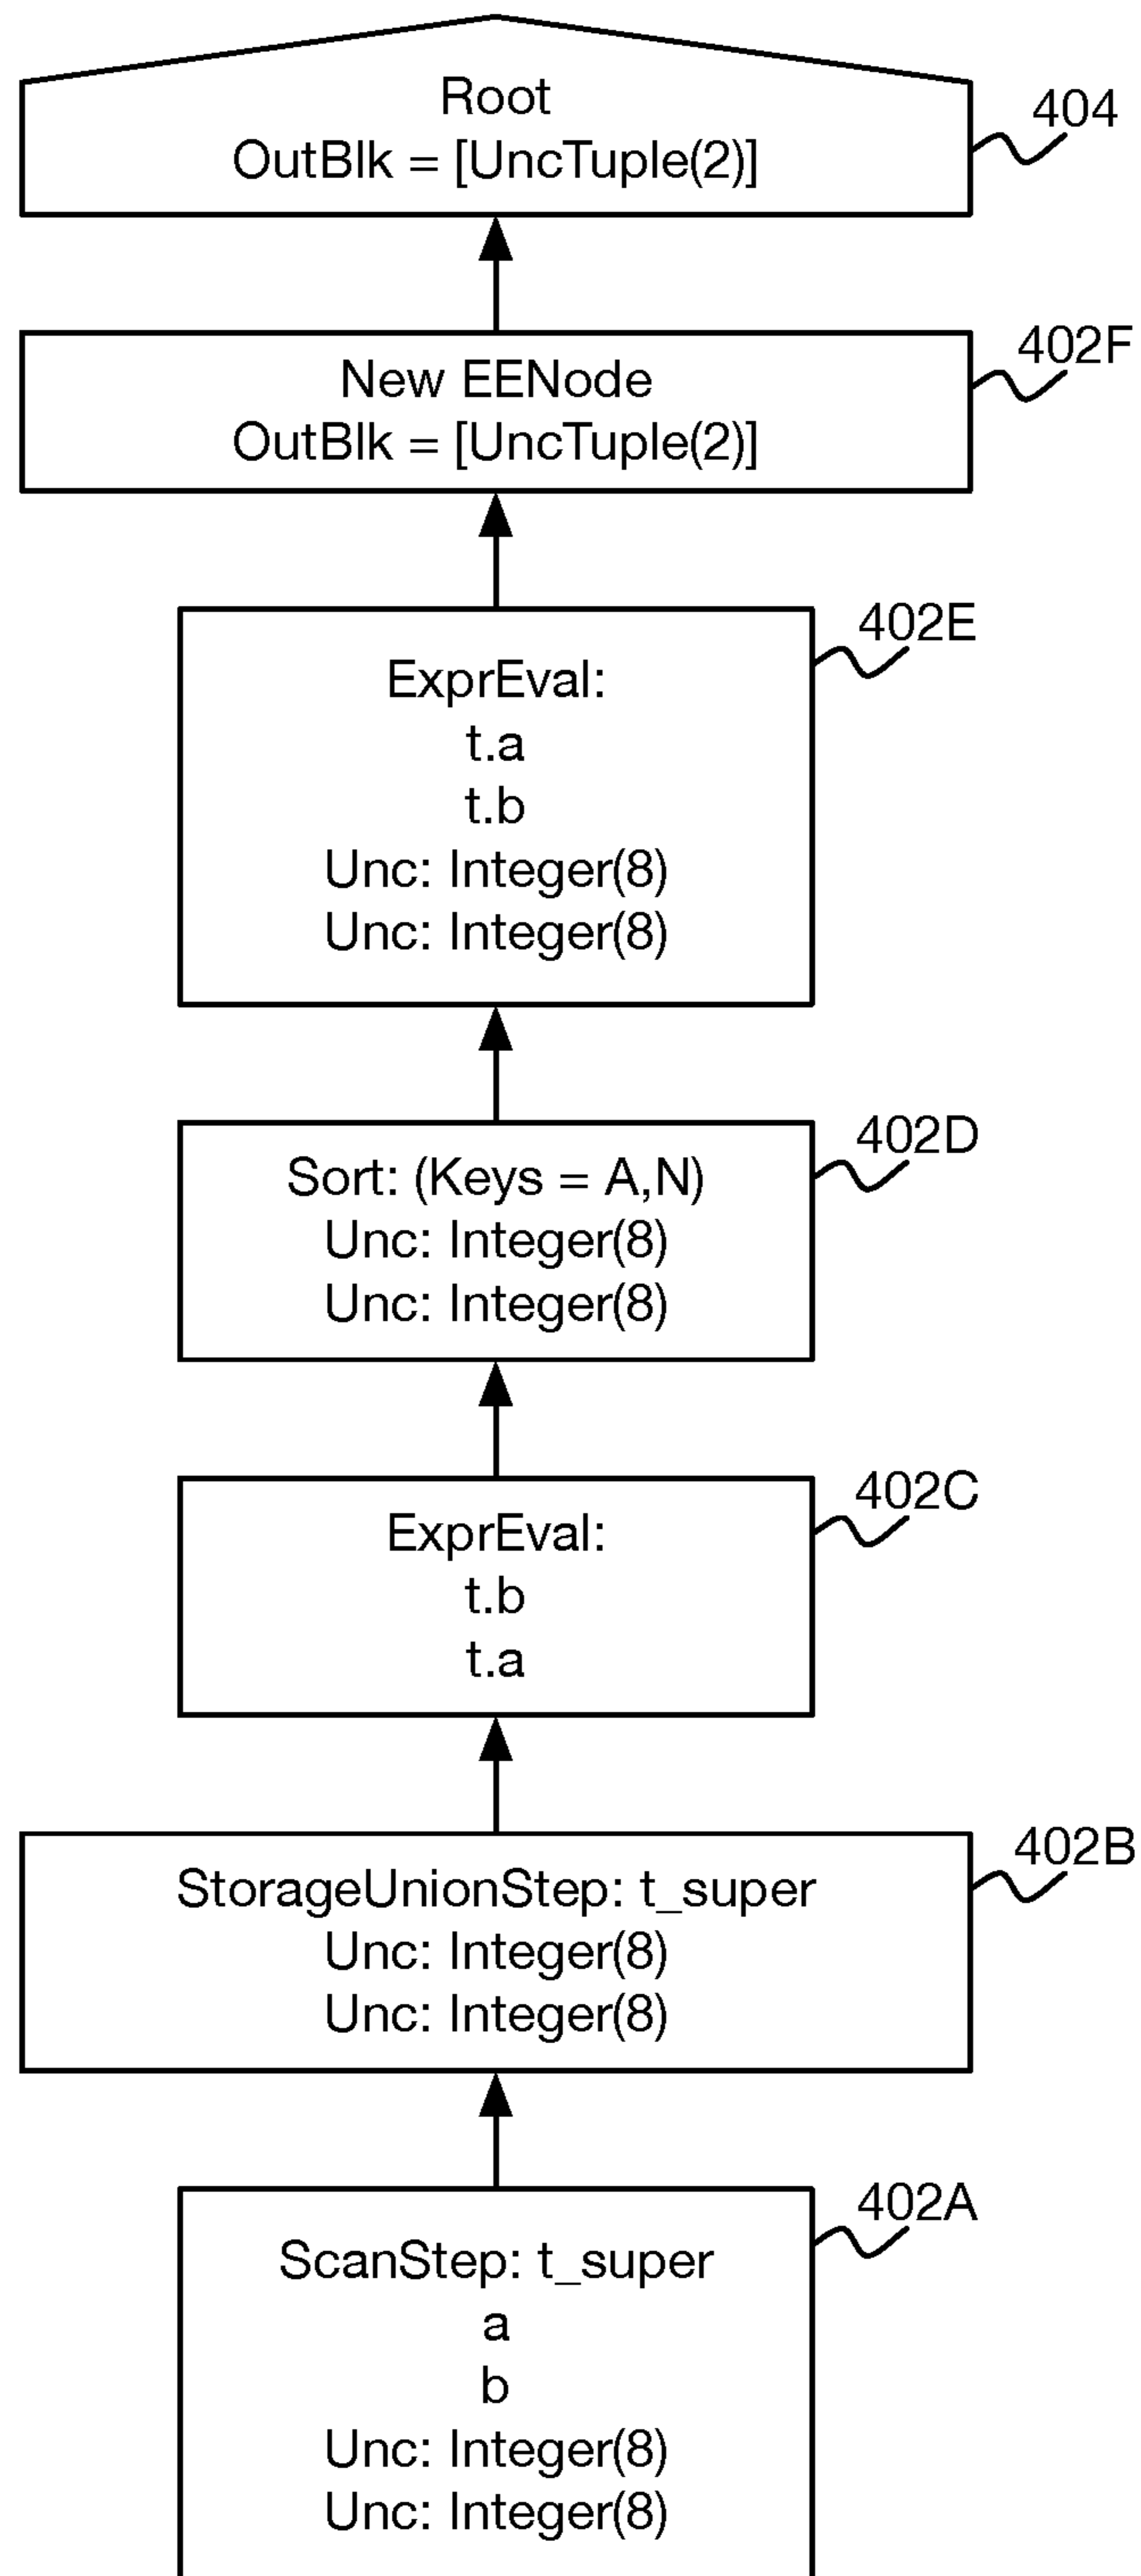 Root
OutBlk = [UncTuple(2)]
404
New EENode
OutBlk = [UncTuple(2)]
402F
ExprEval:
t.a
t.b
Unc: Integer(8)
Unc: Integer(8)
402E
Sort: (Keys = A,N)
Unc: Integer(8)
Unc: Integer(8)
402D
ExprEval:
t.b
t.a
402C
StorageUnionStep: t_super
Unc: Integer(8)
Unc: Integer(8)
402B
ScanStep: t_super
a
b
Unc: Integer(8)
Unc: Integer(8)
402A